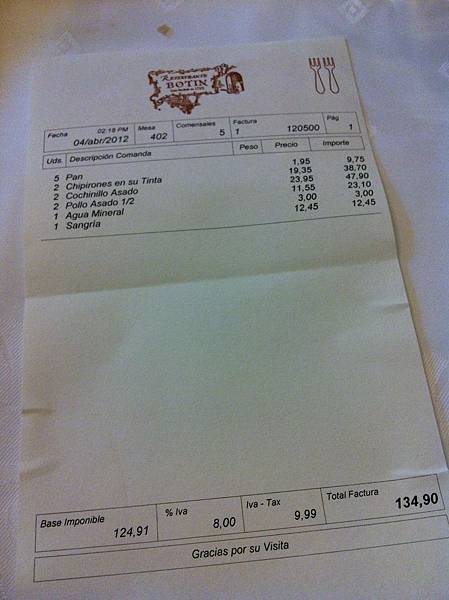 RESTAURANTE
BOTIN
Fecha 02:18 PM 04/abr/2012 Mesa 402 Comensales 5 Factura 1 120500 Pág 1
Uds. Descripción Comanda Peso Precio Importe
5 Pan 1,95 9,75
2 Chipirones en su Tinta 19,35 38,70
2 Cochinillo Asado 23,95 47,90
2 Pollo Asado 1/2 11,55 23,10
1 Agua Mineral 3,00 3,00
1 Sangría 12,45 12,45
Base Imponible % Iva Iva - Tax Total Factura
124,91 8,00 9,99 134,90
Gracias por su Visita